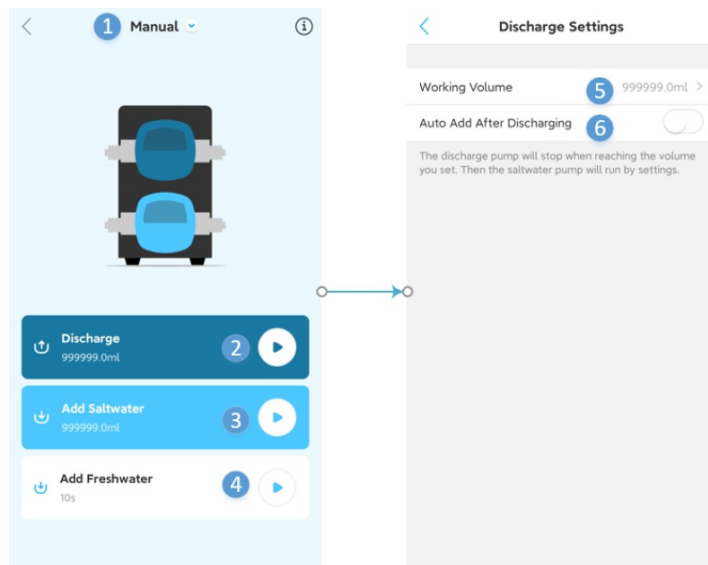 1 Manual
2
Discharge
999999.0ml
3
Add Saltwater
999999.0ml
4
Add Freshwater
10s
Discharge Settings
Working Volume 5 999999.0ml >
Auto Add After Discharging 6
The discharge pump will stop when reaching the volume
you set. Then the saltwater pump will run by settings.